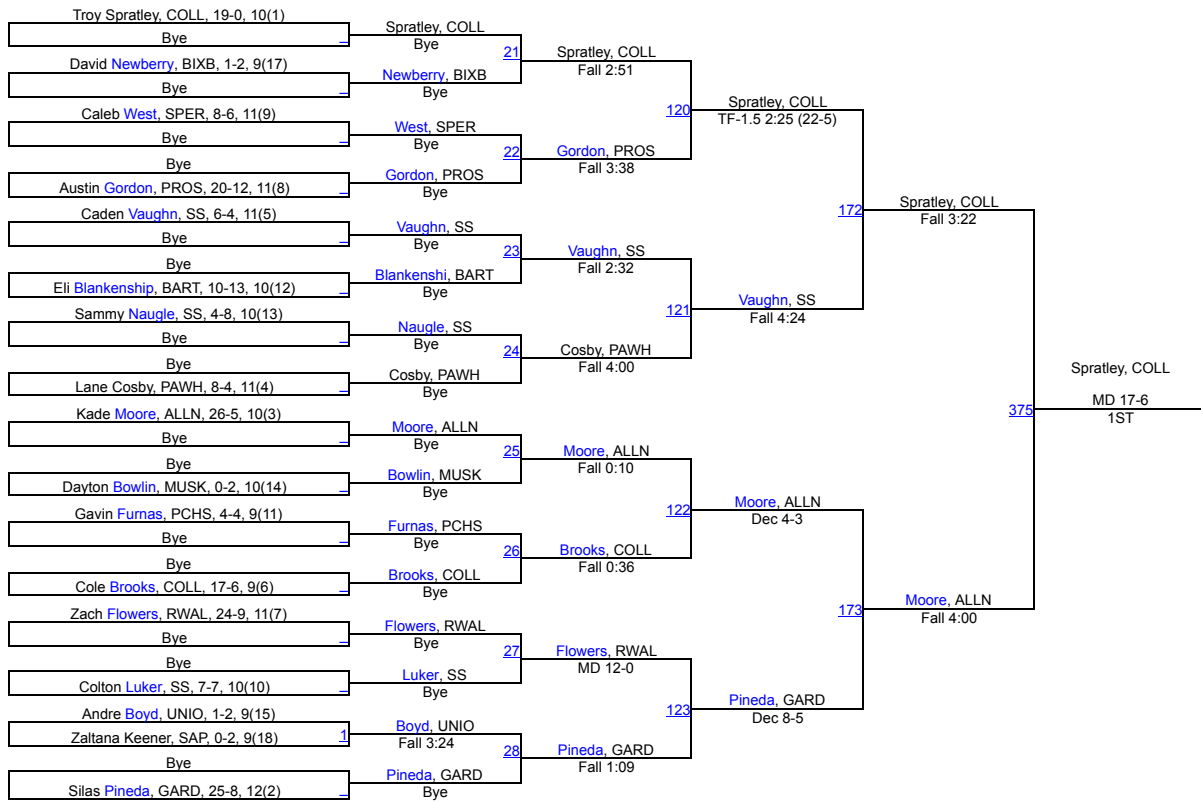 Troy Spratley, COLL, 19-0, 10(1)
Bye
David Newberry, BIXB, 1-2, 9(17)
Bye
Caleb West, SPER, 8-6, 11(9)
Bye
Bye
Austin Gordon, PROS, 20-12, 11(8)
Caden Vaughn, SS, 6-4, 11(5)
Bye
Bye
Eli Blankenship, BART, 10-13, 10(12)
Sammy Naugle, SS, 4-8, 10(13)
Bye
Bye
Lane Cosby, PAWH, 8-4, 11(4)
Kade Moore, ALLN, 26-5, 10(3)
Bye
Bye
Dayton Bowlin, MUSK, 0-2, 10(14)
Gavin Furnas, PCHS, 4-4, 9(11)
Bye
Bye
Cole Brooks, COLL, 17-6, 9(6)
Zach Flowers, RWAL, 24-9, 11(7)
Bye
Bye
Colton Luker, SS, 7-7, 10(10)
Andre Boyd, UNIO, 1-2, 9(15)
Zaltana Keener, SAP, 0-2, 9(18)
1
Bye
Silas Pineda, GARD, 25-8, 12(2)
Spratley, COLL
Bye
21
Newberry, BIXB
Bye
West, SPER
Bye
22
Gordon, PROS
Bye
Vaughn, SS
Bye
23
Blankenshi, BART
Bye
Naugle, SS
Bye
24
Cosby, PAWH
Bye
Moore, ALLN
Bye
25
Bowlin, MUSK
Bye
Furnas, PCHS
Bye
26
Brooks, COLL
Bye
Flowers, RWAL
Bye
27
Luker, SS
Bye
Boyd, UNIO
Fall 3:24
28
Pineda, GARD
Bye
Spratley, COLL
Fall 2:51
120
Gordon, PROS
Fall 3:38
Vaughn, SS
Fall 2:32
121
Cosby, PAWH
Fall 4:00
Moore, ALLN
Fall 0:10
122
Brooks, COLL
Fall 0:36
Flowers, RWAL
MD 12-0
123
Pineda, GARD
Fall 1:09
Spratley, COLL
TF-1.5 2:25 (22-5)
172
Vaughn, SS
Fall 4:24
Moore, ALLN
Dec 4-3
173
Pineda, GARD
Dec 8-5
Spratley, COLL
Fall 3:22
375
Moore, ALLN
Fall 4:00
Spratley, COLL
MD 17-6
1ST